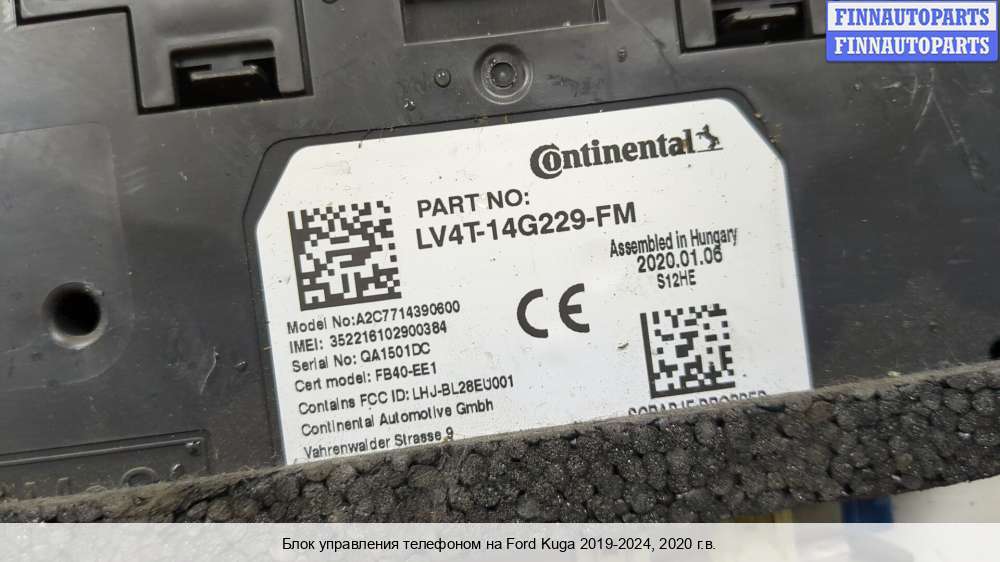 FINNAUTOPARTS
FINNAUTOPARTS
Continental
PART NO:
LV4T-14G229-FM
Assembled in Hungary
2020.01.06
S12HE
Model No:A2C7714390600
IMEI: 352216102900384
Serial No: QA1501DC
Cert model: FB40-EE1
Contains FCC ID: LHJ-BL28EU001
Continental Automotive Gmbh
Vahrenwalder Strasse 9
Блок управления телефоном на Ford Kuga 2019-2024, 2020 г.в.